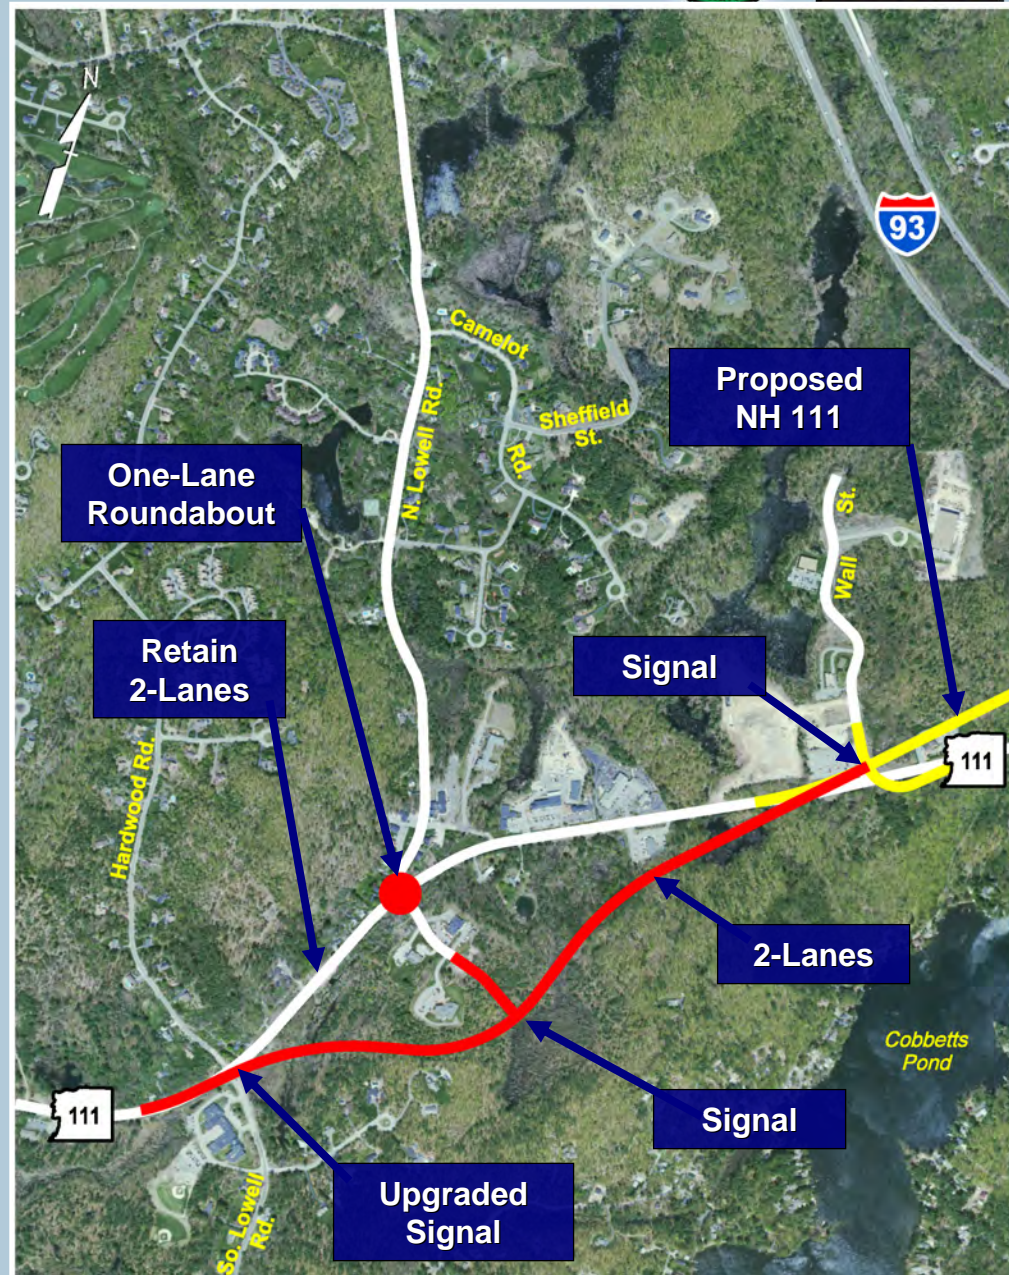 N
93
Camelot
Rd.
Sheffield
St.
N. Lowell Rd.
Proposed
NH 111
One-Lane
Roundabout
Wall
St.
Retain
2-Lanes
Signal
Hardwood Rd.
111
2-Lanes
Cobbetts
Pond
111
Signal
Upgraded
Signal
So. Lowell
Rd.